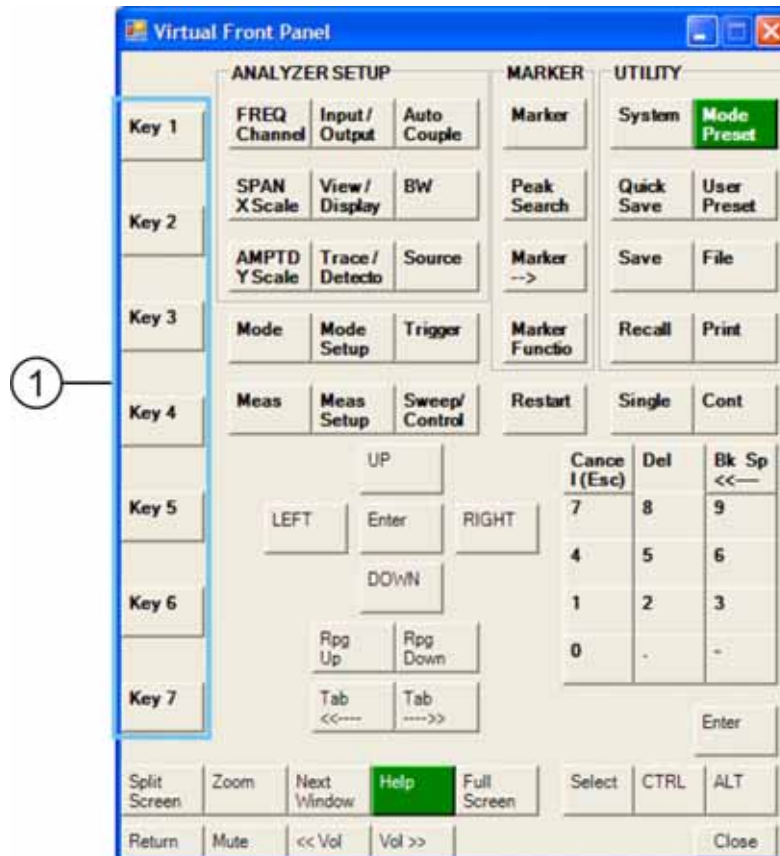 Virtual Front Panel
ANALYZER SETUP MARKER UTILITY
Key 1
FREQ Channel
Input / Output
Auto Couple
Marker
System
Mode Preset
Key 2
SPAN X Scale
View / Display
BW
Peak Search
Quick Save
User Preset
AMPTD Y Scale
Trace / Detecto
Source
Marker -->
Save
File
Key 3
Mode
Mode Setup
Trigger
Marker Functio
Recall
Print
1
Key 4
Meas
Meas Setup
Sweep/ Control
Restart
Single
Cont
UP
LEFT
Enter
RIGHT
DOWN
Cance l (Esc)
Del
Bk Sp <<----
Key 5
7
8
9
4
5
6
Key 6
1
2
3
Rpg Up
Rpg Down
0
.
-
Key 7
Tab <<----
Tab ---->>
Enter
Split Screen
Zoom
Next Window
Help
Full Screen
Select
CTRL
ALT
Return
Mute
<< Vol
Vol >>
Close